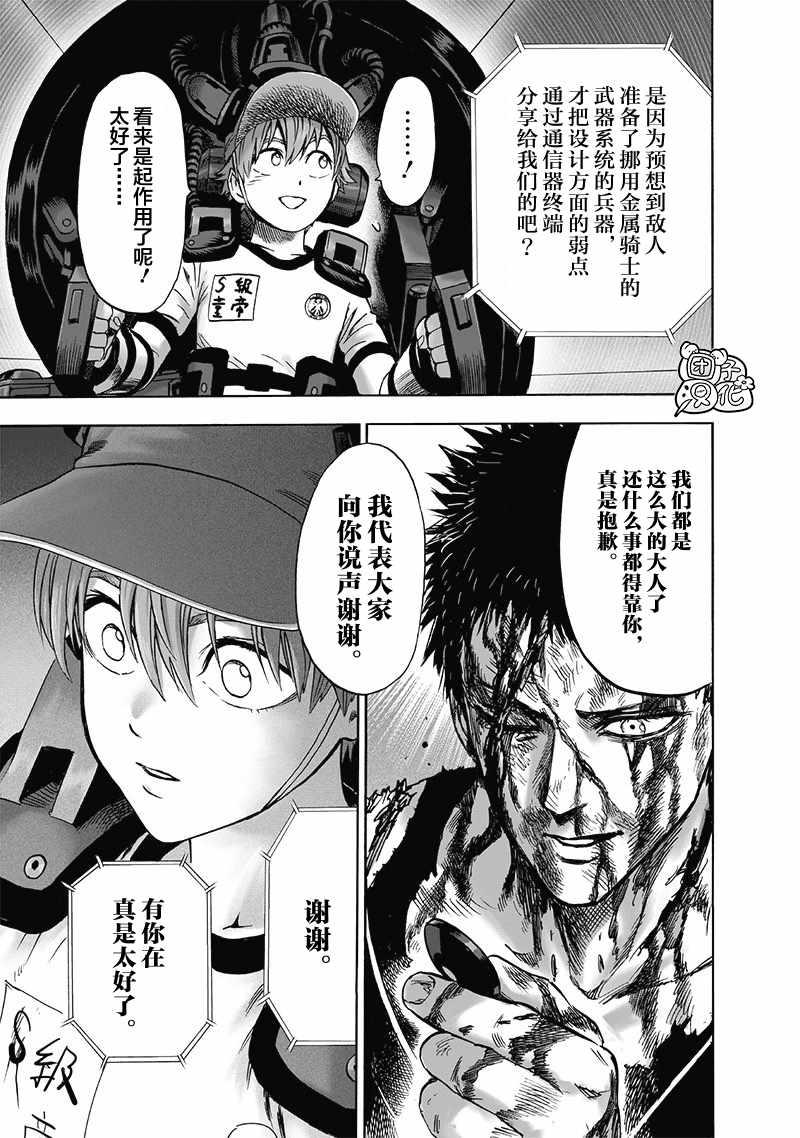 是因为预想到敌人
准备了挪用金属骑士的
武器系统的兵器，
才把设计方面的弱点
通过通信器终端
分享给我们的吧？
………！
看来是起作用了呢！
太好了………
S級
童帝
团子
汉化
我们都是
这么大的大人了
还什么事都得靠你，
真是抱歉。
我代表大家
向你说声谢谢。
谢谢。
有你在
真是太好了。
S級